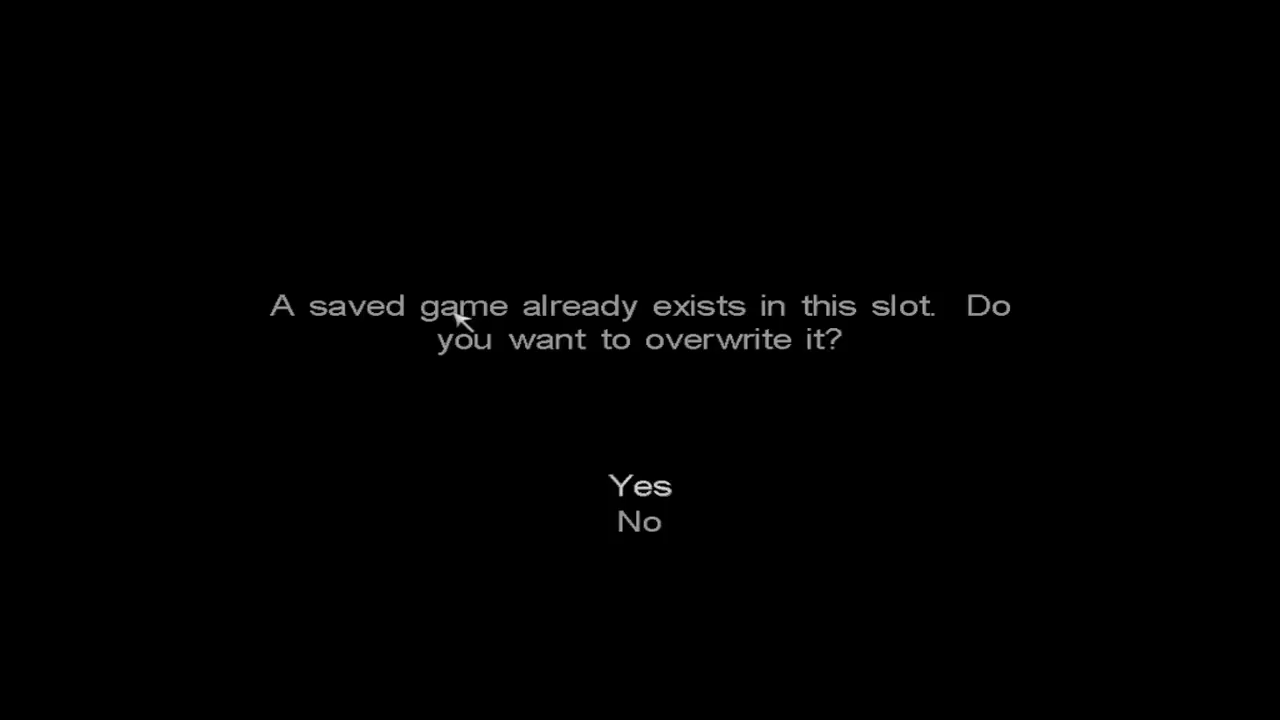 A saved game already exists in this slot.  Do
you want to overwrite it?
Yes
No